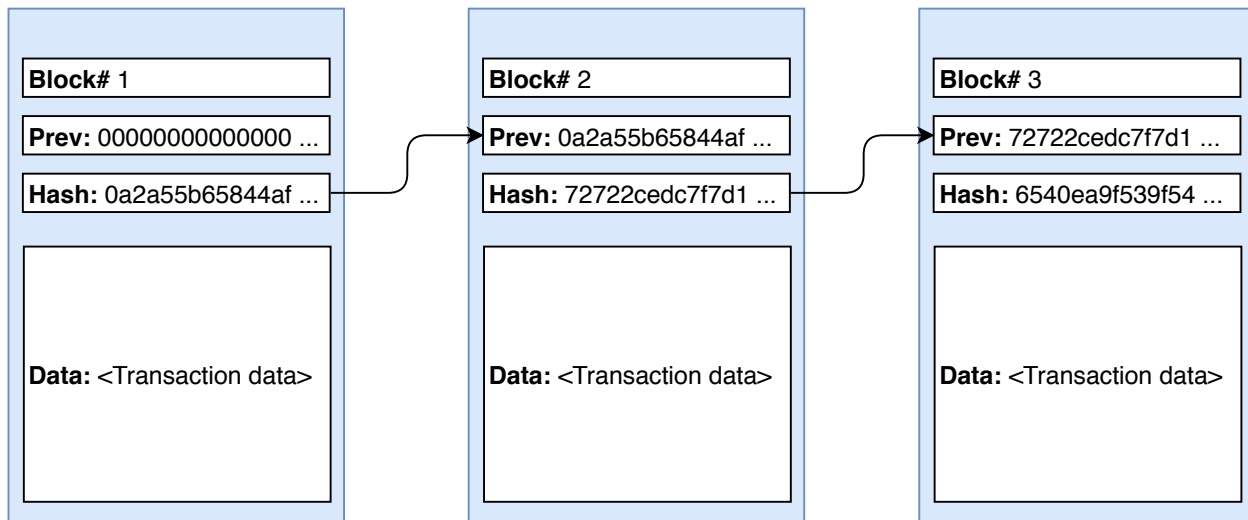 Block# 1
Prev: 00000000000000 ...
Hash: 0a2a55b65844af ...
Data: <Transaction data>
Block# 2
Prev: 0a2a55b65844af ...
Hash: 72722cedc7f7d1 ...
Data: <Transaction data>
Block# 3
Prev: 72722cedc7f7d1 ...
Hash: 6540ea9f539f54 ...
Data: <Transaction data>